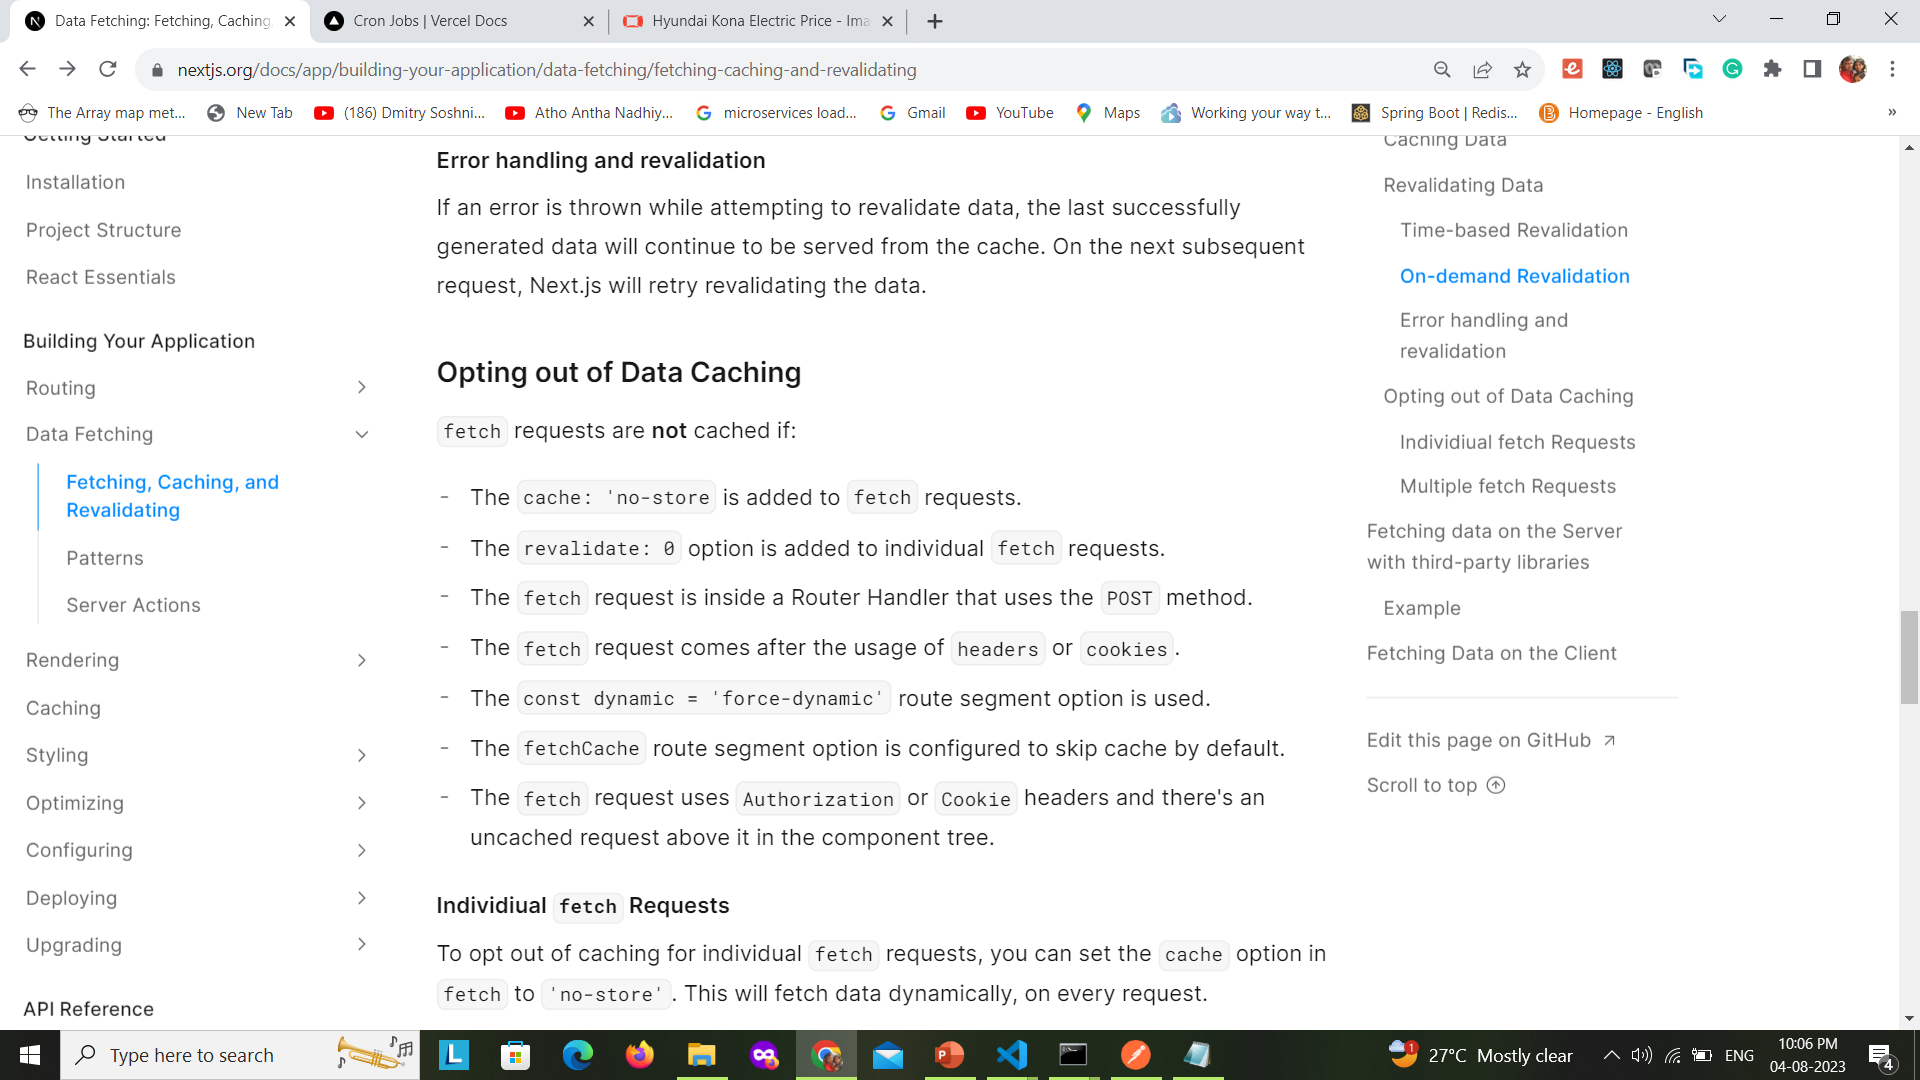 Data Fetching: Fetching, Caching,
Cron Jobs | Vercel Docs
Hyundai Kona Electric Price - Ima
nextjs.org/docs/app/building-your-application/data-fetching/fetching-caching-and-revalidating
The Array map met...
New Tab
(186) Dmitry Soshni...
Atho Antha Nadhiy...
microservices load...
Gmail
YouTube
Maps
Working your way t...
Spring Boot | Redis...
Homepage - English
»
Getting Started
Installation
Project Structure
React Essentials
Building Your Application
Routing
Data Fetching
Fetching, Caching, and
Revalidating
Patterns
Server Actions
Rendering
Caching
Styling
Optimizing
Configuring
Deploying
Upgrading
API Reference
Error handling and revalidation
If an error is thrown while attempting to revalidate data, the last successfully
generated data will continue to be served from the cache. On the next subsequent
request, Next.js will retry revalidating the data.
Opting out of Data Caching
fetch requests are not cached if:
- The cache: 'no-store is added to fetch requests.
- The revalidate: 0 option is added to individual fetch requests.
- The fetch request is inside a Router Handler that uses the POST method.
- The fetch request comes after the usage of headers or cookies.
- The const dynamic = 'force-dynamic' route segment option is used.
- The fetchCache route segment option is configured to skip cache by default.
- The fetch request uses Authorization or Cookie headers and there's an
uncached request above it in the component tree.
Individiual fetch Requests
To opt out of caching for individual fetch requests, you can set the cache option in
fetch to 'no-store'. This will fetch data dynamically, on every request.
Caching Data
Revalidating Data
Time-based Revalidation
On-demand Revalidation
Error handling and
revalidation
Opting out of Data Caching
Individiual fetch Requests
Multiple fetch Requests
Fetching data on the Server
with third-party libraries
Example
Fetching Data on the Client
Edit this page on GitHub
Scroll to top
Type here to search
27°C Mostly clear
ENG
10:06 PM
04-08-2023
4